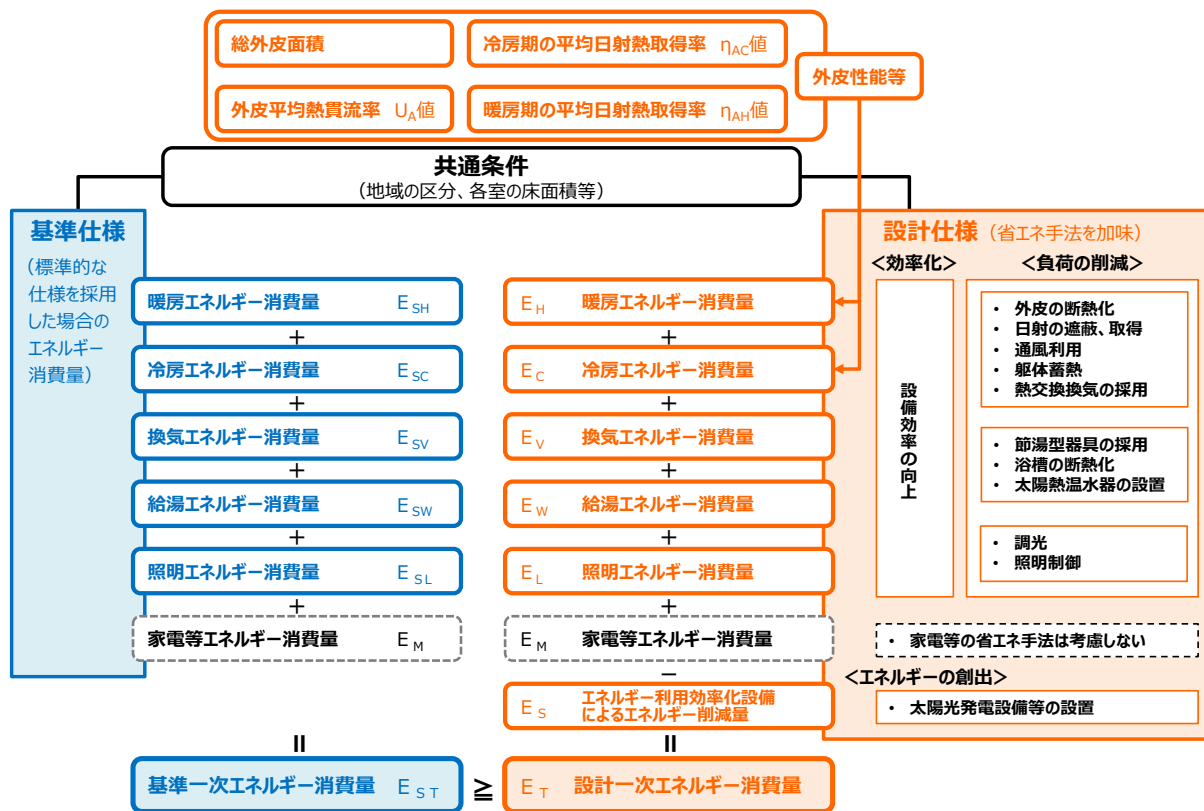 総外皮面積
冷房期の平均日射熱取得率 ηAC値
外皮平均熱貫流率 UA値
暖房期の平均日射熱取得率 ηAH値
外皮性能等
共通条件
(地域の区分、各室の床面積等)
基準仕様
(標準的な
仕様を採用
した場合の
エネルギー
消費量)
暖房エネルギー消費量 ESH
+
冷房エネルギー消費量 ESC
+
換気エネルギー消費量 ESV
+
給湯エネルギー消費量 ESW
+
照明エネルギー消費量 ESL
+
家電等エネルギー消費量 EM
=
基準一次エネルギー消費量 EST
≧
EH 暖房エネルギー消費量
+
EC 冷房エネルギー消費量
+
EV 換気エネルギー消費量
+
EW 給湯エネルギー消費量
+
EL 照明エネルギー消費量
+
EM 家電等エネルギー消費量
−
ES エネルギー利用効率化設備
によるエネルギー削減量
=
ET 設計一次エネルギー消費量
設計仕様(省エネ手法を加味)
<効率化>
設備効率の向上
<負荷の削減>
・ 外皮の断熱化
・ 日射の遮蔽、取得
・ 通風利用
・ 躯体蓄熱
・ 熱交換換気の採用
・ 節湯型器具の採用
・ 浴槽の断熱化
・ 太陽熱温水器の設置
・ 調光
・ 照明制御
・ 家電等の省エネ手法は考慮しない
<エネルギーの創出>
・ 太陽光発電設備等の設置